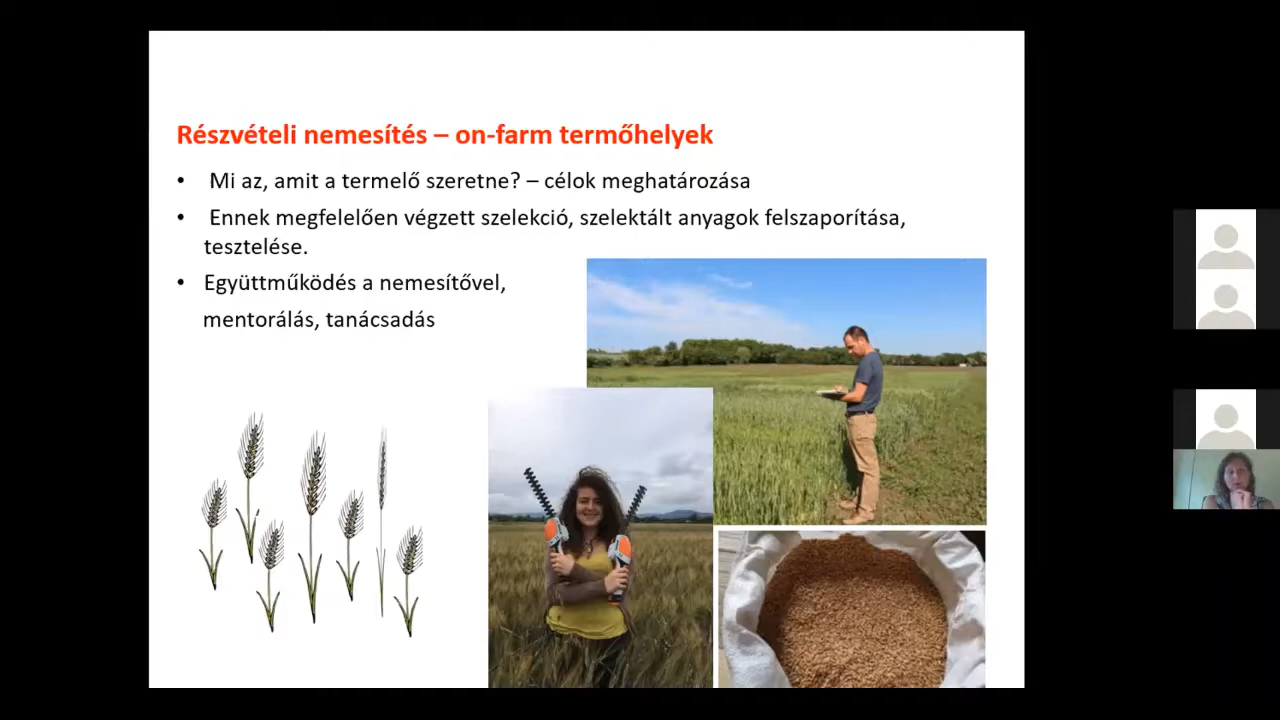 Részvételi nemesítés – on-farm termőhelyek
• Mi az, amit a termelő szeretne? – célok meghatározása
• Ennek megfelelően végzett szelekció, szelektált anyagok felszaporítása,
tesztelése.
• Együttműködés a nemesítővel,
mentorálás, tanácsadás